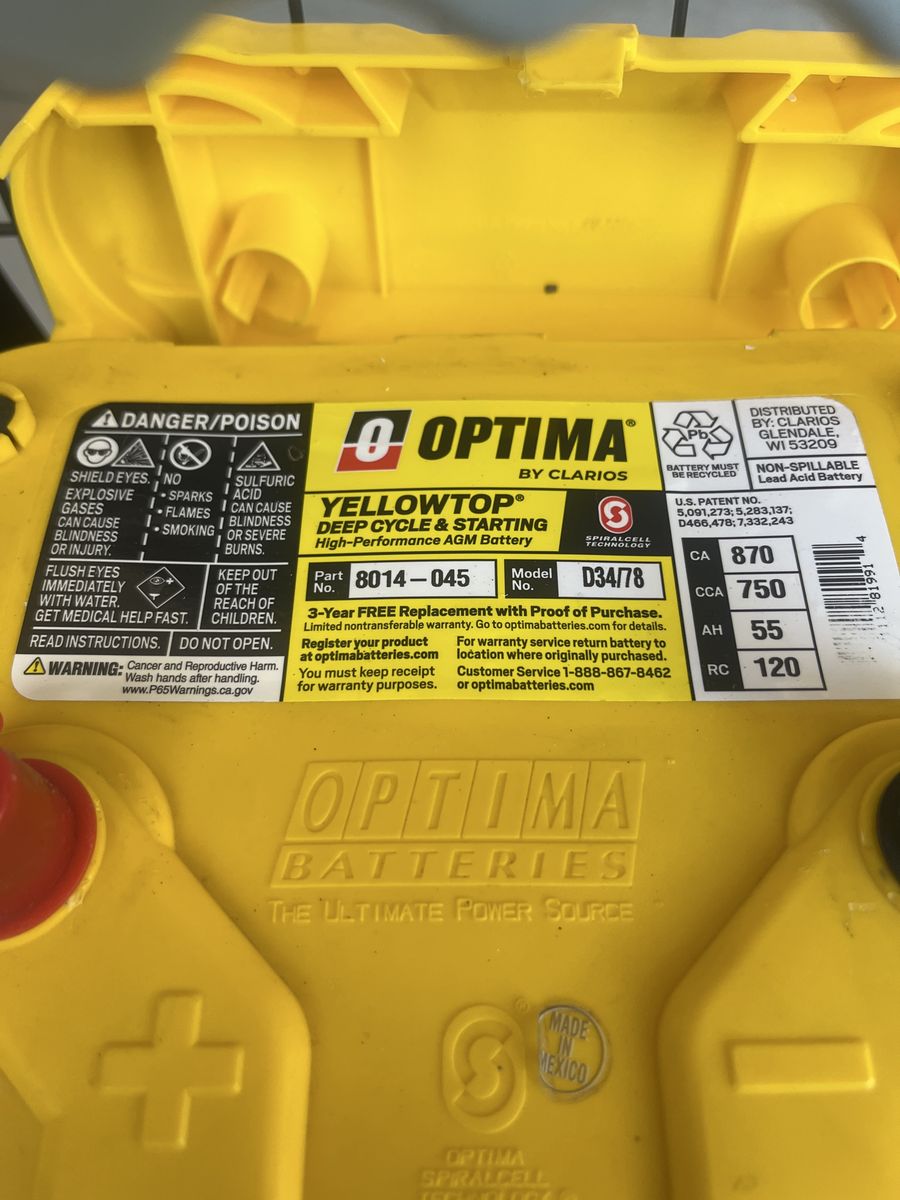 DANGER/POISON
SHIELD EYES.
EXPLOSIVE
GASES
CAN CAUSE
BLINDNESS
OR INJURY.
NO
• SPARKS
• FLAMES
• SMOKING
SULFURIC
ACID
CAN CAUSE
BLINDNESS
OR SEVERE
BURNS.
FLUSH EYES
IMMEDIATELY
WITH WATER.
GET MEDICAL HELP FAST.
KEEP OUT
OF THE
REACH OF
CHILDREN.
READ INSTRUCTIONS.
DO NOT OPEN.
WARNING: Cancer and Reproductive Harm.
Wash hands after handling.
www.P65Warnings.ca.gov
O OPTIMA®
BY CLARIOS
YELLOWTOP®
DEEP CYCLE & STARTING
High-Performance AGM Battery
SPIRALCELL
TECHNOLOGY®
Part No. 8014-045
Model No. D34/78
3-Year FREE Replacement with Proof of Purchase.
Limited nontransferable warranty. Go to optimabatteries.com for details.
Register your product
at optimabatteries.com
You must keep receipt
for warranty purposes.
For warranty service return battery to
location where originally purchased.
Customer Service 1-888-867-8462
or optimabatteries.com
Pb
BATTERY MUST
BE RECYCLED
DISTRIBUTED
BY: CLARIOS
GLENDALE,
WI 53209
NON-SPILLABLE
Lead Acid Battery
U.S. PATENT NO.
5,091,273; 5,283,137;
D466,478; 7,332,243
CA 870
CCA 750
AH 55
RC 120
81991
4
OPTIMA
BATTERIES
THE ULTIMATE POWER SOURCE
+
®
MADE
IN
MEXICO
−
OPTIMA
SPIRALCELL
TECHNOLOGY®